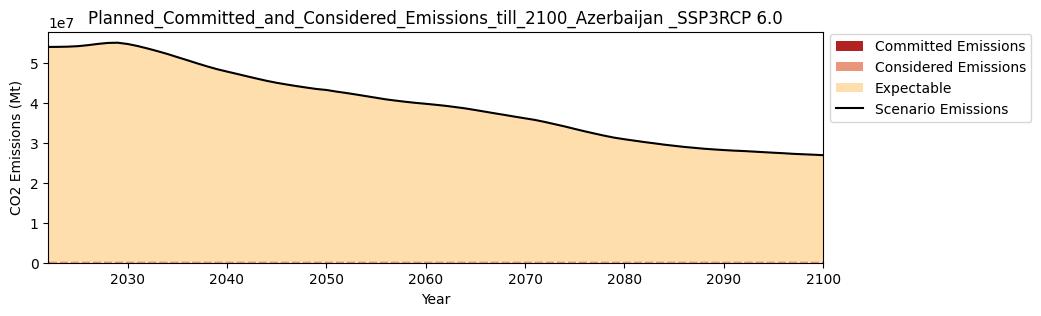 Planned_Committed_and_Considered_Emissions_till_2100_Azerbaijan _SSP3RCP 6.0
1e7
CO2 Emissions (Mt)
5
4
3
2
1
0
2030 2040 2050 2060 2070 2080 2090 2100
Year
Committed Emissions
Considered Emissions
Expectable
Scenario Emissions